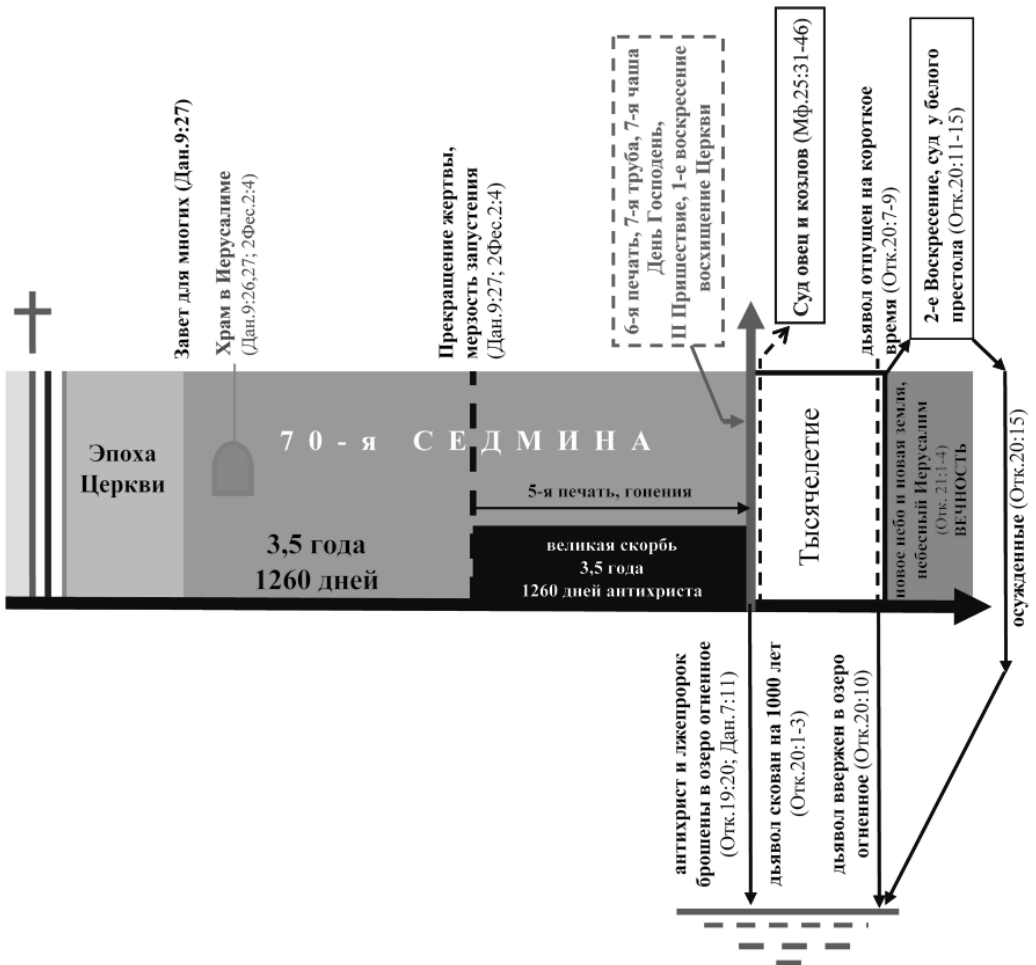 Завет для многих (Дан.9:27)
Храм в Иерусалиме
(Дан.9:26,27; 2Фес.2:4)
Прекращение жертвы,
мерзость запустения
(Дан.9:27; 2Фес.2:4)
6-я печать, 7-я труба, 7-я чаша
День Господень,
II Пришествие, 1-е воскресение
восхищение Церкви
Суд овец и козлов (Мф.25:31-46)
дьявол отпущен на короткое
время (Отк.20:7-9)
2-е Воскресение, суд у белого
престола (Отк.20:11-15)
Эпоха
Церкви
70-я СЕДМИНА
3,5 года
1260 дней
5-я печать, гонения
великая скорбь
3,5 года
1260 дней антихриста
Тысячелетие
новое небо и новая земля,
небесный Иерусалим
(Отк. 21:1-4)
ВЕЧНОСТЬ
осужденные (Отк.20:15)
антихрист и лжепророк
брошены в озеро огненное
(Отк.19:20; Дан.7:11)
дьявол скован на 1000 лет
(Отк.20:1-3)
дьявол ввержен в озеро
огненное (Отк.20:10)